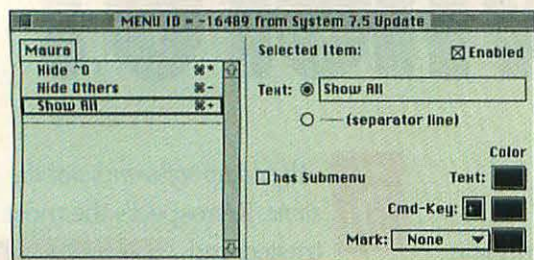 MENU ID = -16489 from System 7.5 Update
Maura
Hide ^0 ⌘*
Hide Others ⌘-
Show All ⌘+
Selected Item:
Enabled
Text: Show All
(separator line)
Color
has Submenu
Text:
Cmd-Key: +
Mark: None